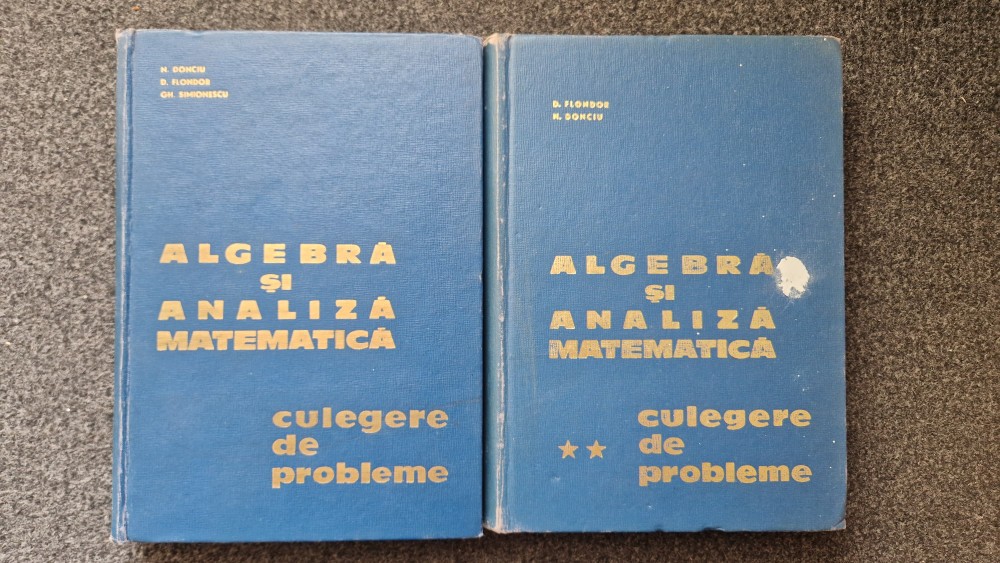 N. DONCIU
D. FLONDOR
GH. SIMIONESCU
ALGEBRĂ
ȘI
ANALIZĂ
MATEMATICĂ
culegere
de
probleme
D. FLONDOR
N. DONCIU
ALGEBRĂ
ȘI
ANALIZĂ
MATEMATICĂ
culegere
de
probleme